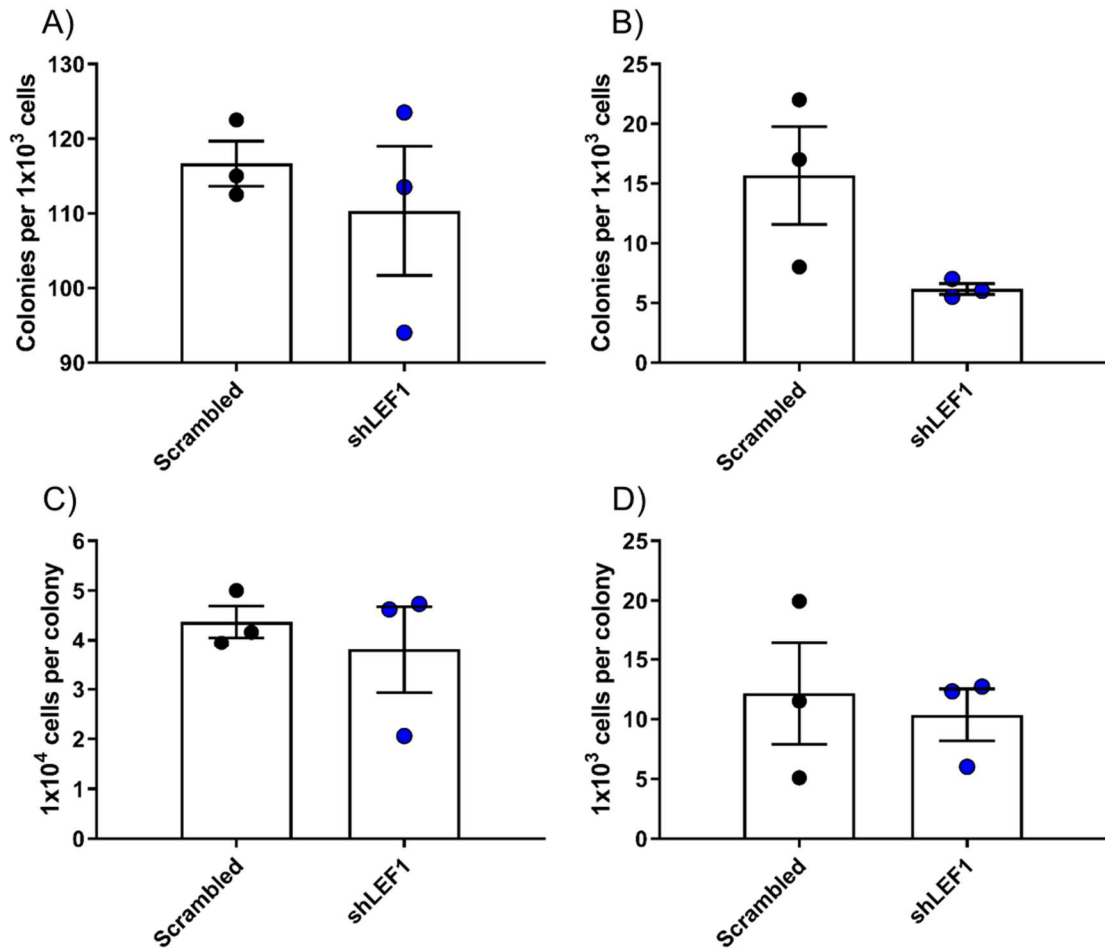 A)
Colonies per 1x10³ cells
130
120
110
100
90
Scrambled
shLEF1
B)
Colonies per 1x10³ cells
25
20
15
10
5
0
Scrambled
shLEF1
C)
1x10⁴ cells per colony
6
5
4
3
2
1
0
Scrambled
shLEF1
D)
1x10³ cells per colony
25
20
15
10
5
0
Scrambled
shLEF1